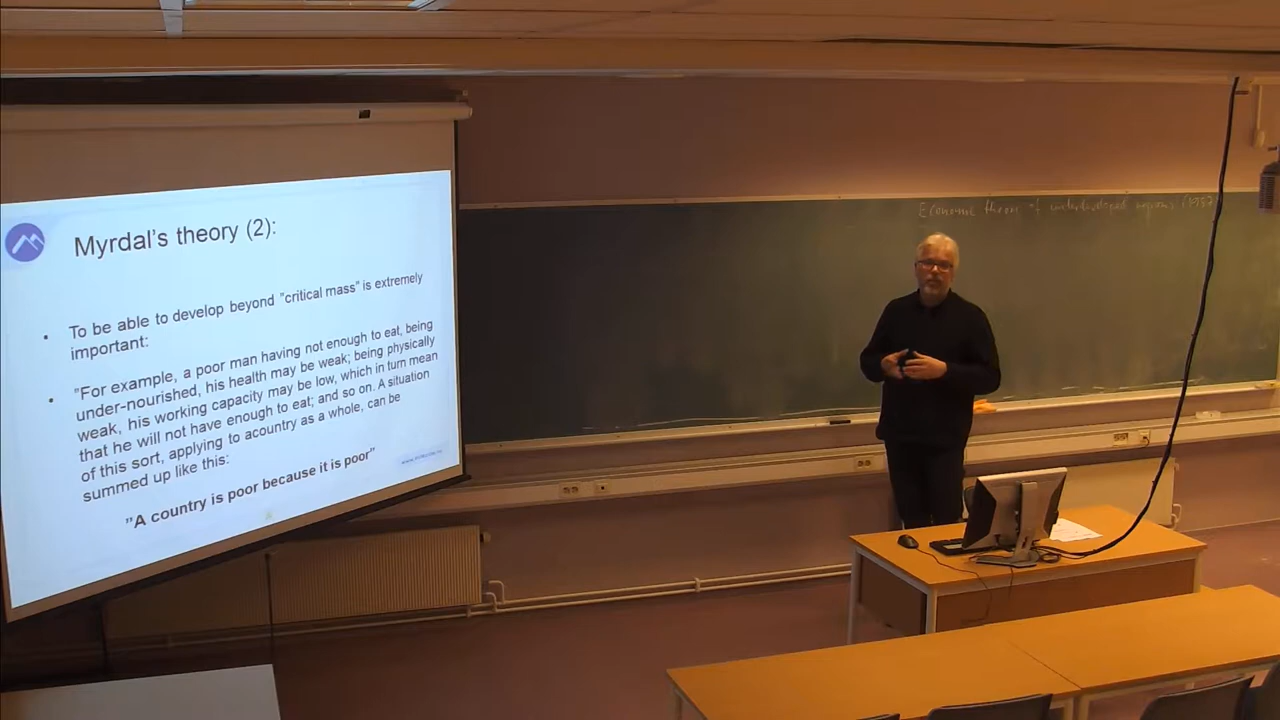 Myrdal's theory (2):
• To be able to develop beyond "critical mass" is extremely
important:
• "For example, a poor man having not enough to eat, being
under-nourished, his health may be weak; being physically
weak, his working capacity may be low, which in turn mean
that he will not have enough to eat; and so on. A situation
of this sort, applying to acountry as a whole, can be
summed up like this:
"A country is poor because it is poor"
Economic theory of underdeveloped regions (1957